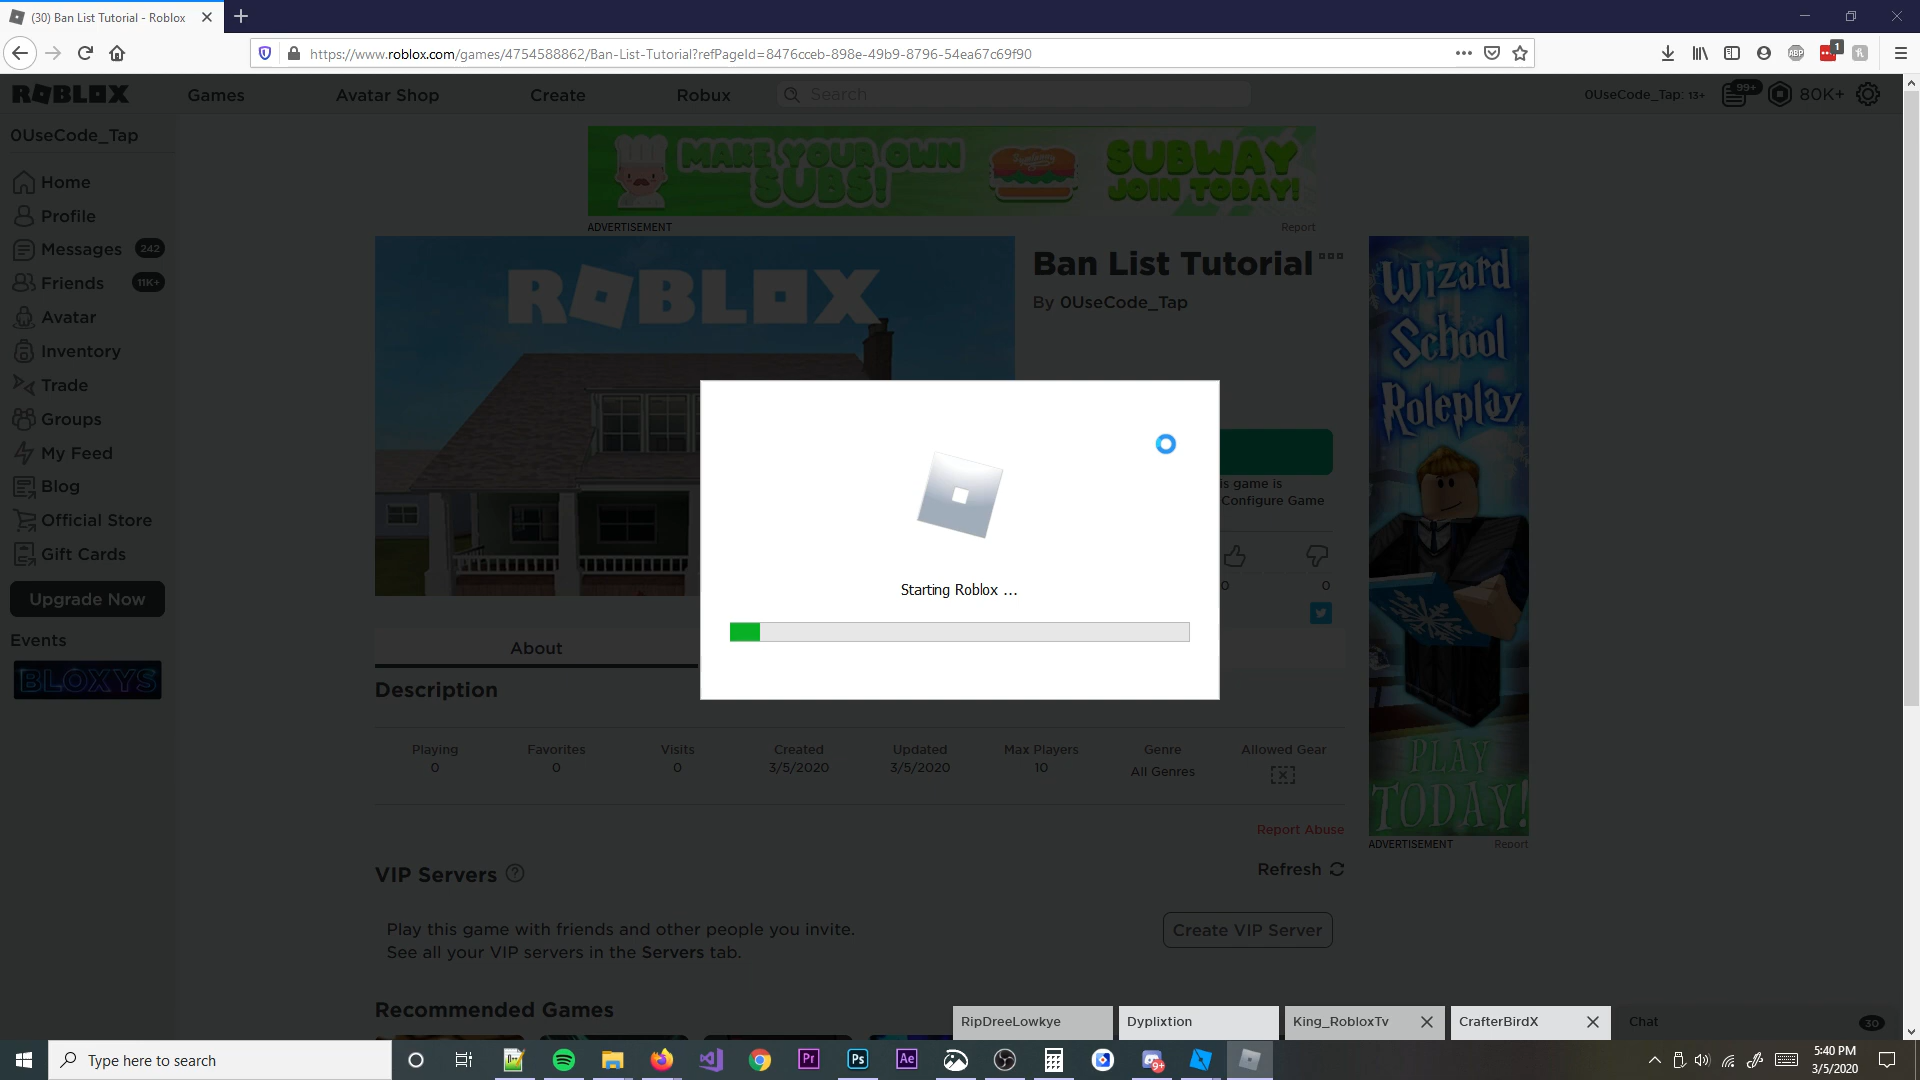 (30) Ban List Tutorial - Roblox
https://www.roblox.com/games/4754588862/Ban-List-Tutorial?refPageId=8476cceb-898e-49b9-8796-54ea67c69f90
ABP
1
ROBLOX
Games
Avatar Shop
Create
Robux
Search
0UseCode_Tap: 13+
99+
80K+
0UseCode_Tap
Home
Profile
Messages 242
Friends 11K+
Avatar
Inventory
Trade
Groups
My Feed
Blog
Official Store
Gift Cards
Upgrade Now
Events
BLOXYS
MAKE YOUR OWN SUBS!
SUBWAY
JOIN TODAY!
ADVERTISEMENT
Report
ROBLOX
Ban List Tutorial
By 0UseCode_Tap
is game is
Configure Game
0
0
Starting Roblox ...
About
Description
Playing
0
Favorites
0
Visits
0
Created
3/5/2020
Updated
3/5/2020
Max Players
10
Genre
All Genres
Allowed Gear
Report Abuse
VIP Servers
Refresh
Play this game with friends and other people you invite.
See all your VIP servers in the Servers tab.
Create VIP Server
Recommended Games
Wizard
School
Roleplay
PLAY
TODAY!
ADVERTISEMENT
Report
RipDreeLowkye
Dyplixtion
King_RobloxTv
CrafterBirdX
Chat
30
Type here to search
Pr
Ps
Ae
9+
5:40 PM
3/5/2020